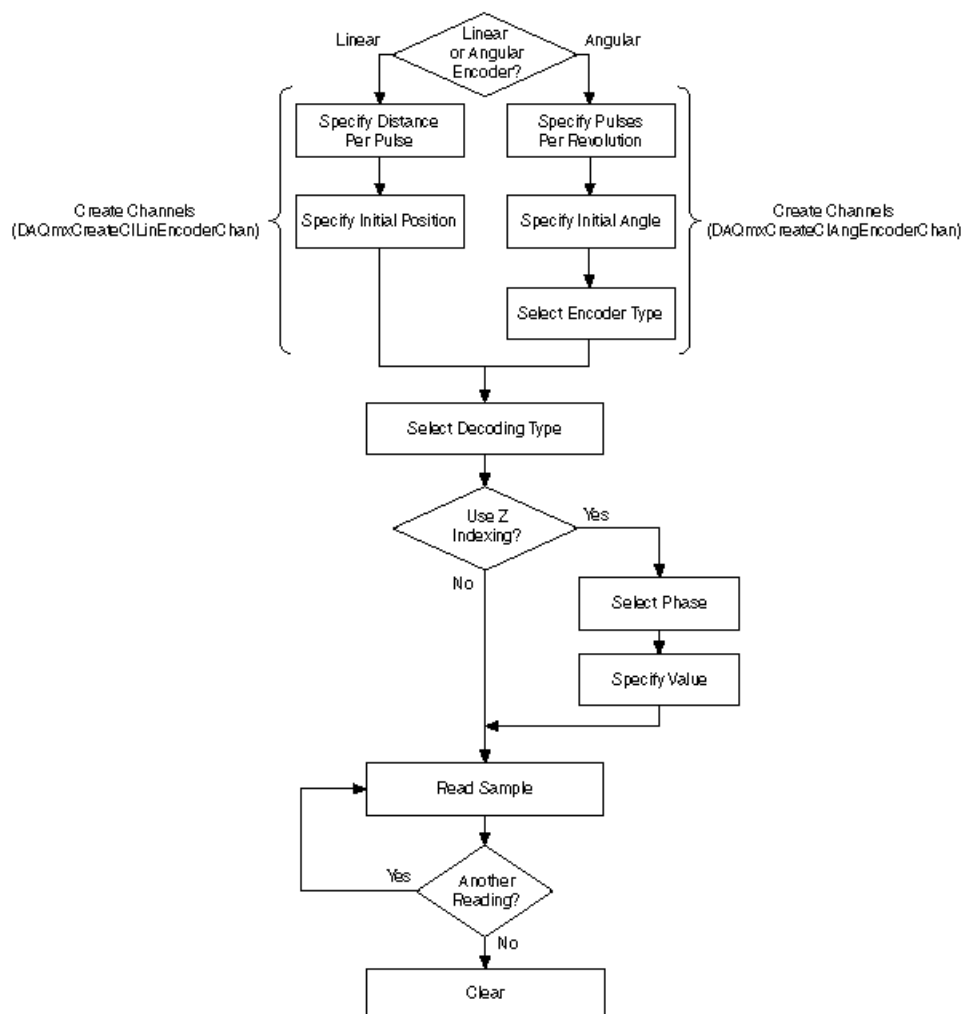 Linear
Linear
or Angular
Encoder?
Angular
Specify Distance
Per Pulse
Specify Pulses
Per Revolution
Create Channels
(DAQmxCreateCILinEncoderChan)
Specify Initial Position
Specify Initial Angle
Create Channels
(DAQmxCreateCIAngEncoderChan)
Select Encoder Type
Select Decoding Type
Use Z
Indexing?
Yes
No
Select Phase
Specify Value
Read Sample
Yes
Another
Reading?
No
Clear